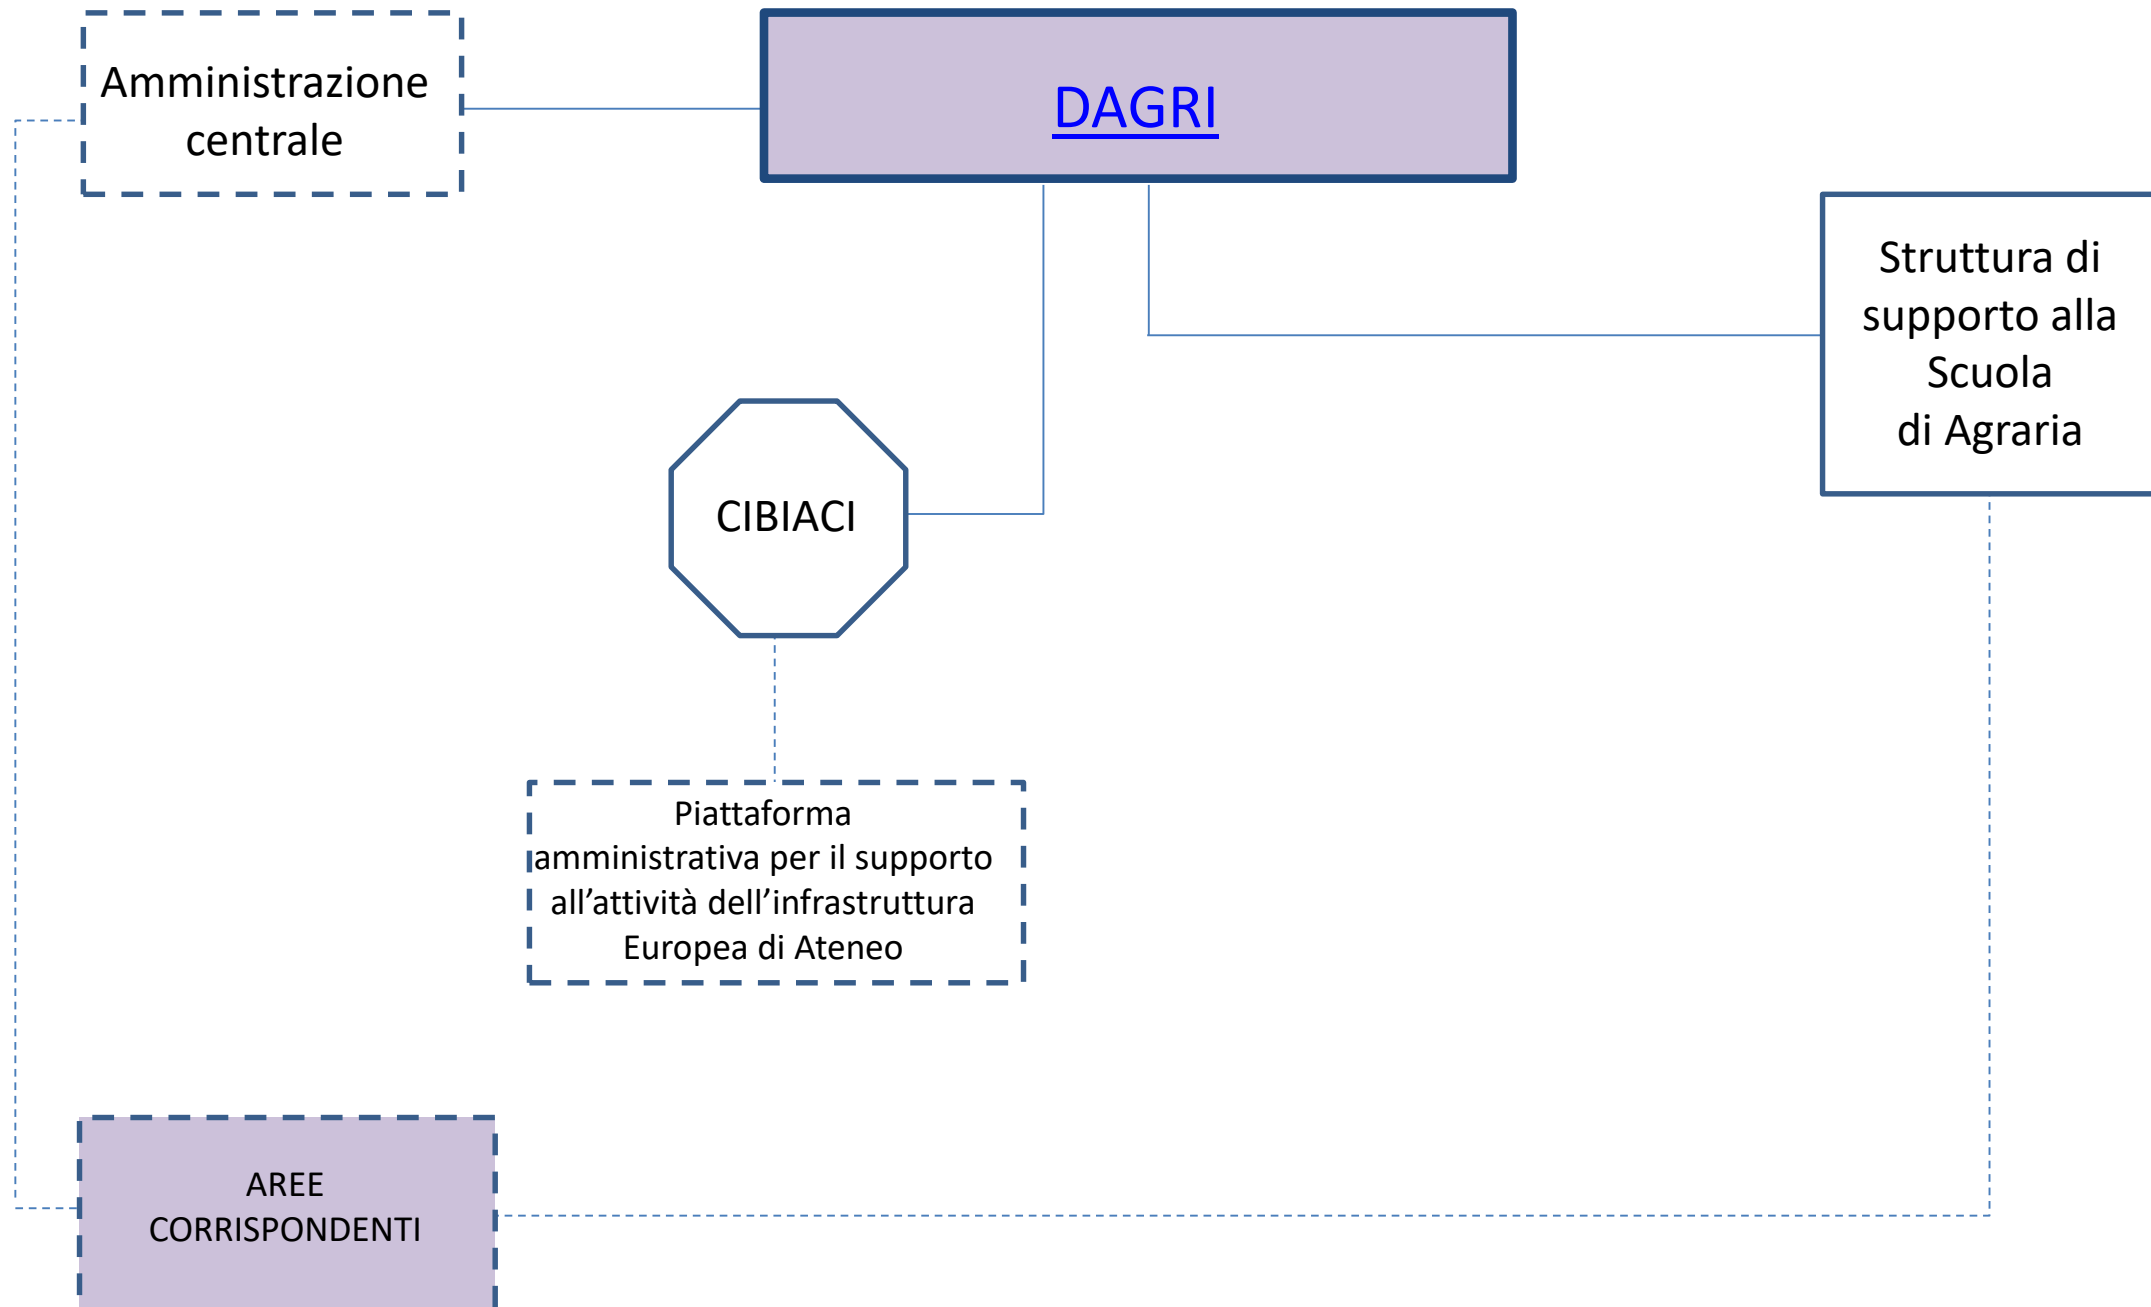 Amministrazione
centrale
DAGRI
Struttura di
supporto alla
Scuola
di Agraria
CIBIACI
Piattaforma
amministrativa per il supporto
all’attività dell’infrastruttura
Europea di Ateneo
AREE
CORRISPONDENTI